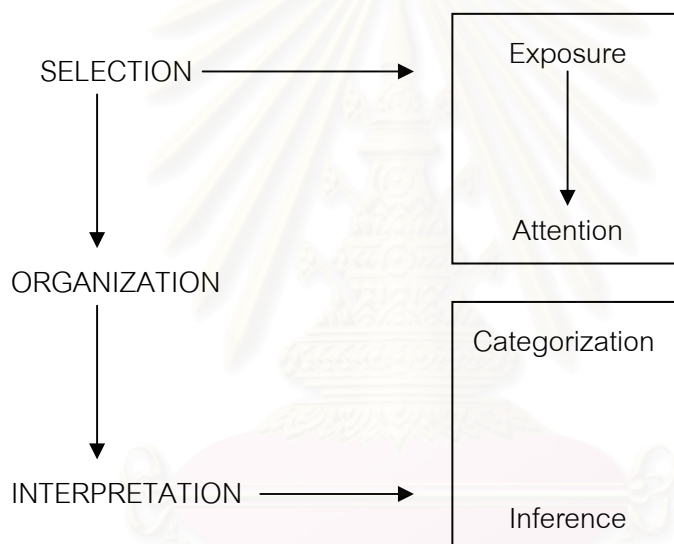 SELECTION
Exposure
Attention
ORGANIZATION
Categorization
INTERPRETATION
Inference